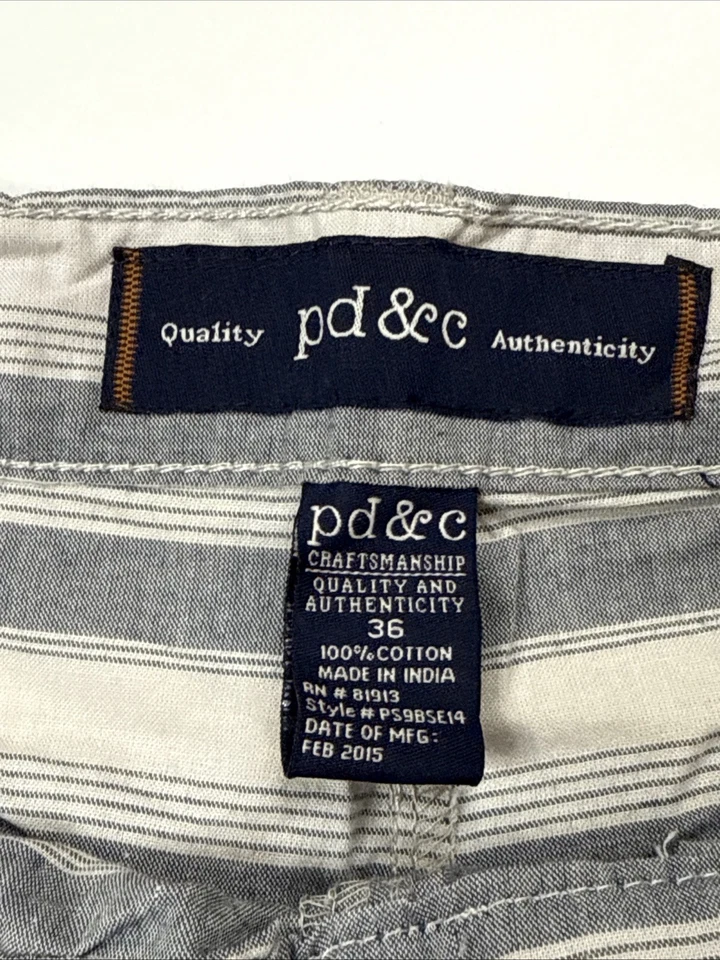 Quality pd&c Authenticity
pd&c
CRAFTSMANSHIP
QUALITY AND
AUTHENTICITY
36
100% COTTON
MADE IN INDIA
RN # 81913
Style # PS9BSE14
DATE OF MFG:
FEB 2015